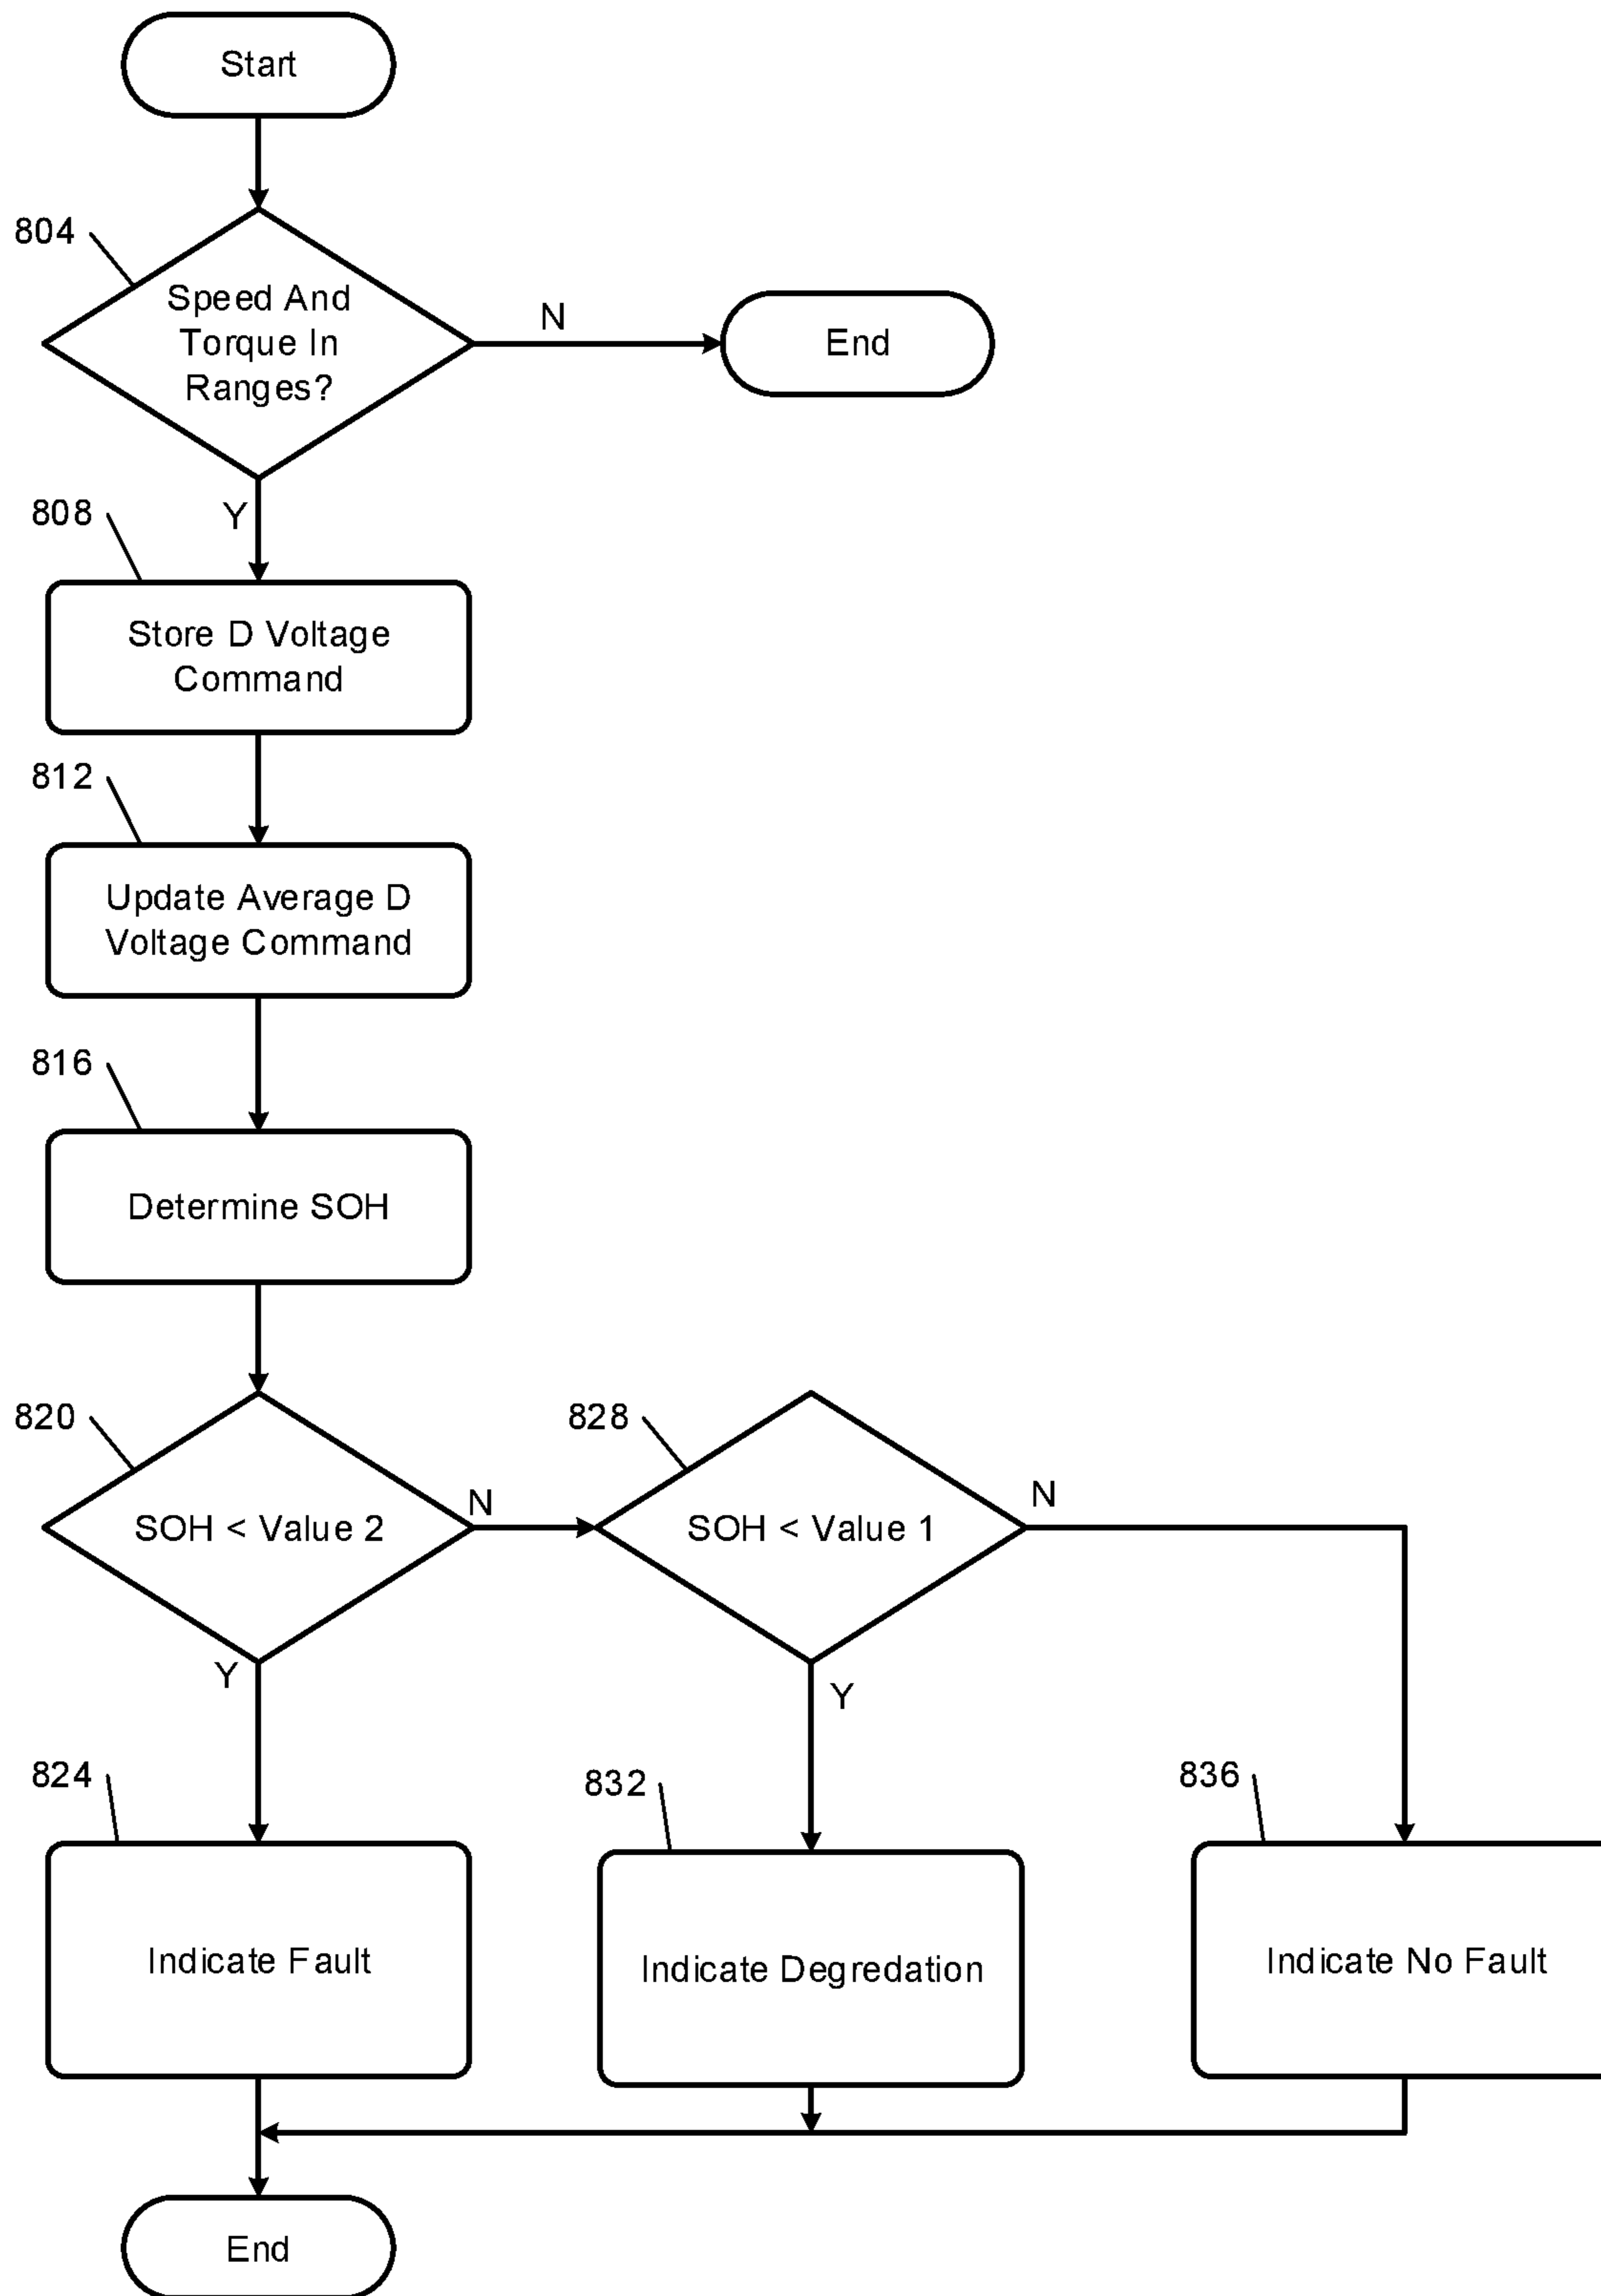 Start
804
Speed And
Torque In
Ranges?
N
End
808
Y
Store D Voltage
Command
812
Update Average D
Voltage Command
816
Determine SOH
820
SOH < Value 2
N
828
SOH < Value 1
N
Y
Y
824
Indicate Fault
832
Indicate Degredation
836
Indicate No Fault
End